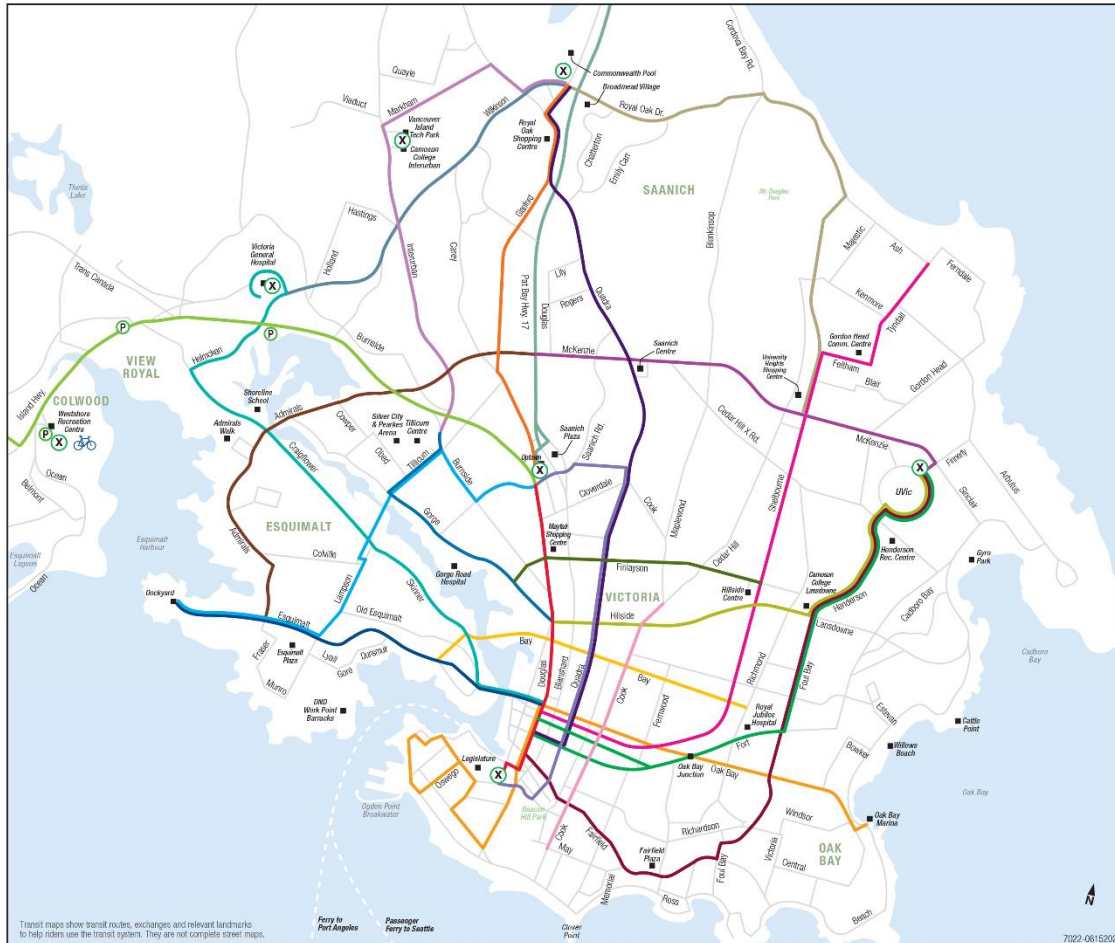 Cordova Bay Rd.
X
Commonwealth Pool
Broadmead Village
Quayle
Markham
Viaduct
Wilkinson
Royal Oak Dr.
Vancouver
Island
Tech Park
X
Camosun
College
Interurban
Royal
Oak
Shopping
Centre
Chatterton
Emily Carr
SAANICH
Mt. Douglas
Park
Thetis
Lake
Hastings
Glanford
Blenkinsop
Majestic
Ash
Ferndale
Victoria
General
Hospital
X
Holland
Interurban
Carey
Lily
Rogers
Quadra
Trans Canada
Pat Bay Hwy. 17
Douglas
Kenmore
Tyndall
P
P
Burnside
McKenzie
Saanich
Centre
Gordon Head
Comm. Centre
Feltham
Blair
Gordon Head
University
Heights
Shopping
Centre
VIEW
ROYAL
Helmcken
Island Hwy.
COLWOOD
Westshore
Recreation
Centre
P
X
Shoreline
School
Admirals
Walk
Admirals
Cowper
Obed
Silver City
& Pearkes
Arena
Tillicum
Centre
Tillicum
Burnside
Craigflower
Saanich
Plaza
Uptown
X
Saanich Rd.
Cloverdale
Cedar Hill X Rd.
McKenzie
Finnerty
Arbutus
Sinclair
X
UVic
Ocean
Belmont
Esquimalt
Lagoon
Ocean
Esquimalt
Harbour
ESQUIMALT
Admirals
Colville
Lampson
Gorge
Gorge Road
Hospital
Skinner
Cook
Maplewood
Shelbourne
Mayfair
Shopping
Centre
Finlayson
Cedar Hill
Henderson
Rec. Centre
Gyro
Park
VICTORIA
Hillside
Centre
Hillside
Camosun
College
Lansdowne
Henderson
Lansdowne
Cadboro Bay
Cadboro
Bay
Dockyard
Esquimalt
Old Esquimalt
Esquimalt
Plaza
Fraser
Lyall
Gore
Dunsmuir
Munro
DND
Work Point
Barracks
Bay
Douglas
Blanshard
Quadra
Cook
Bay
Fernwood
Richmond
Foul Bay
Royal
Jubilee
Hospital
Fort
Estevan
Willows
Beach
Cattle
Point
Bowker
Oak Bay
Legislature
X
Oswego
Oak Bay
Junction
Oak Bay
Ogden Point
Breakwater
Beacon
Hill Park
Windsor
Oak Bay
Marina
Cook
May
Fairfield
Fairfield
Plaza
Richardson
Foul Bay
Victoria
Central
OAK
BAY
Memorial
Ross
Beach
Clover
Point
Ferry to
Port Angeles
Passenger
Ferry to Seattle
N
Transit maps show transit routes, exchanges and relevant landmarks
to help riders use the transit system. They are not complete street maps.
7022-0615204